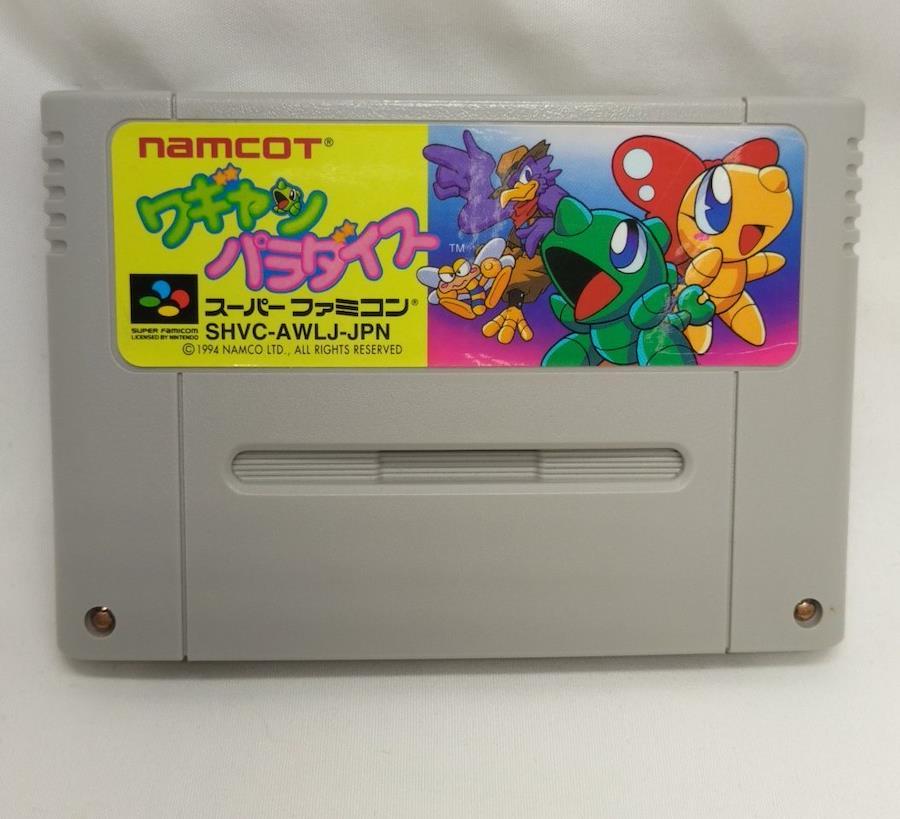 namcoT®
ワギャン
パラダイス TM
スーパーファミコン®
SUPER FAMICOM
LICENSED BY NINTENDO
SHVC-AWLJ-JPN
© 1994 NAMCO LTD., ALL RIGHTS RESERVED